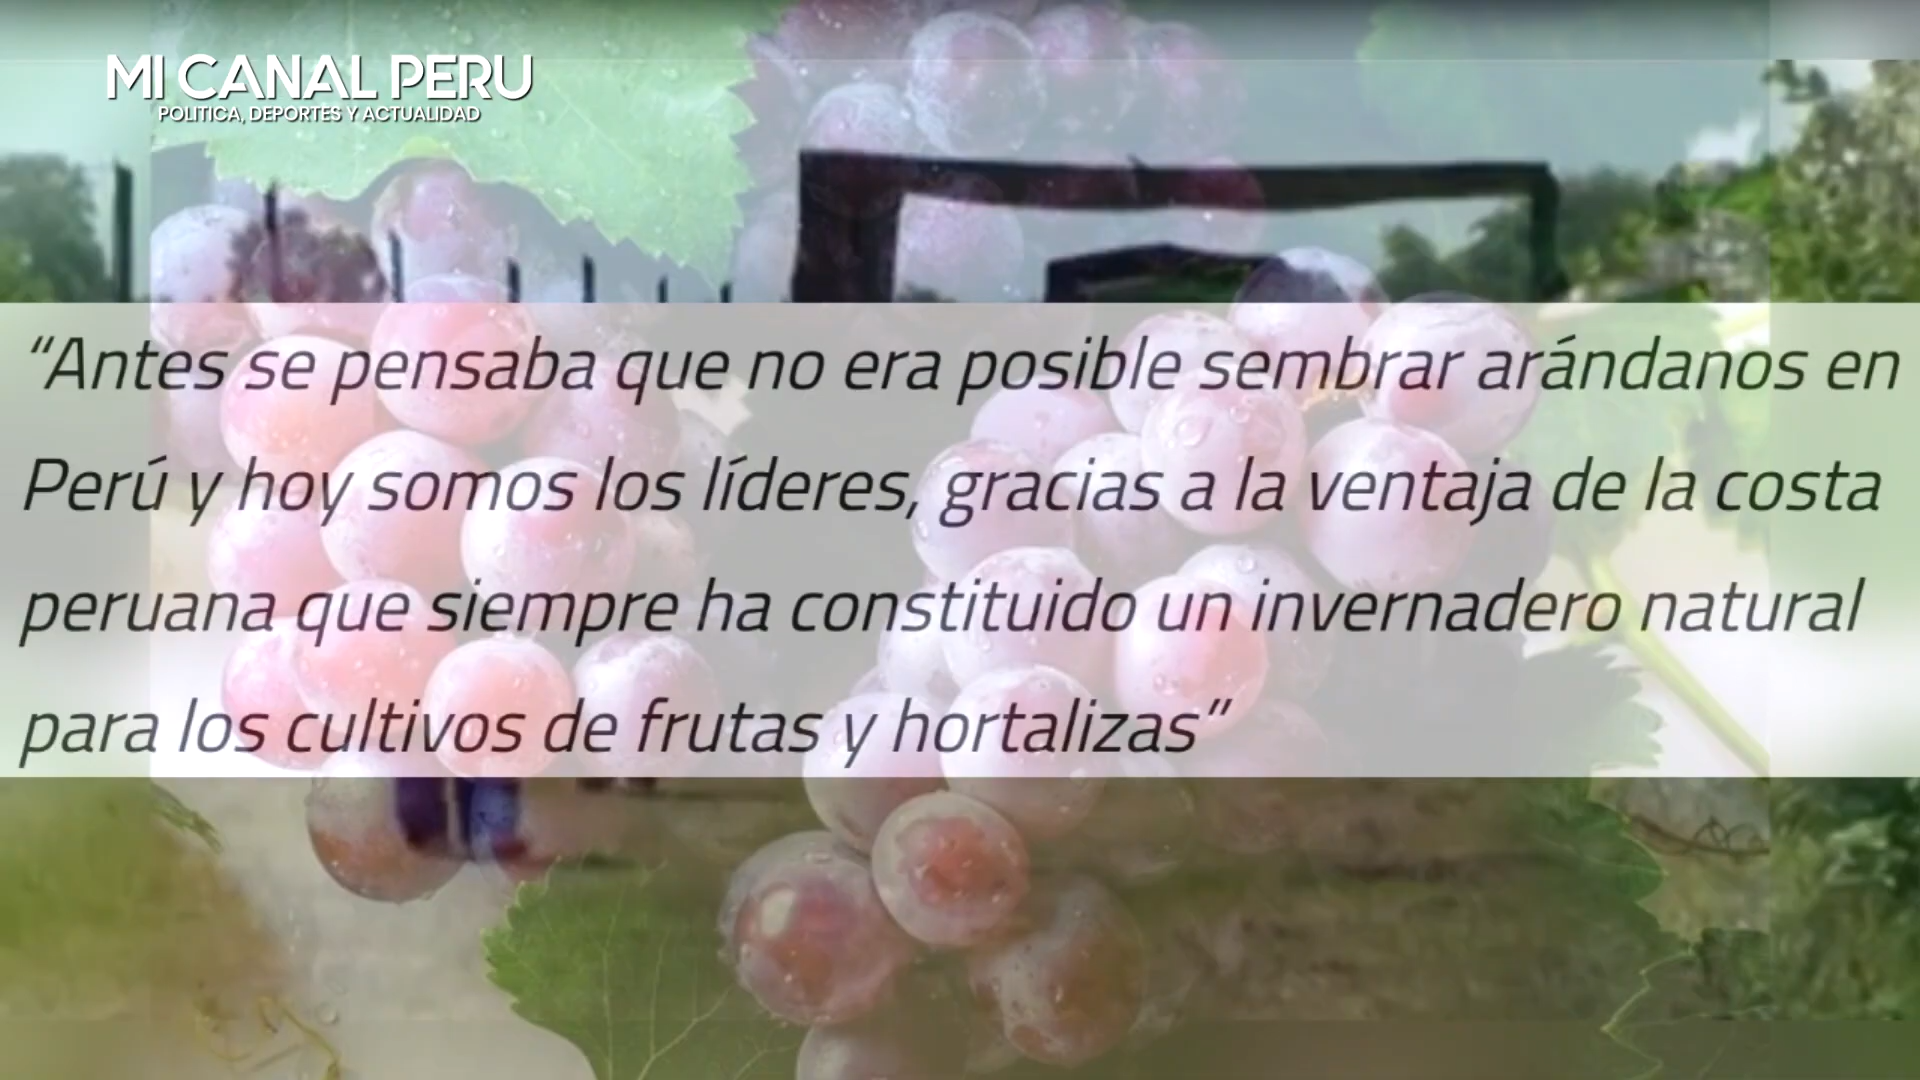 MI CANAL PERU
POLITICA, DEPORTES Y ACTUALIDAD
“Antes se pensaba que no era posible sembrar arándanos en
Perú y hoy somos los líderes, gracias a la ventaja de la costa
peruana que siempre ha constituido un invernadero natural
para los cultivos de frutas y hortalizas”